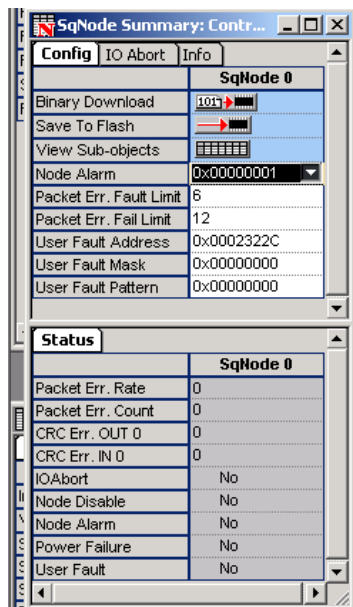 SqNode Summary: Contr...
Config IO Abort Info
SqNode 0
Binary Download 101
Save To Flash
View Sub-objects
Node Alarm 0x00000001
Packet Err. Fault Limit 6
Packet Err. Fail Limit 12
User Fault Address 0x0002322C
User Fault Mask 0x00000000
User Fault Pattern 0x00000000
Status
SqNode 0
Packet Err. Rate 0
Packet Err. Count 0
CRC Err. OUT 0 0
CRC Err. IN 0 0
IOAbort No
Node Disable No
Node Alarm No
Power Failure No
User Fault No